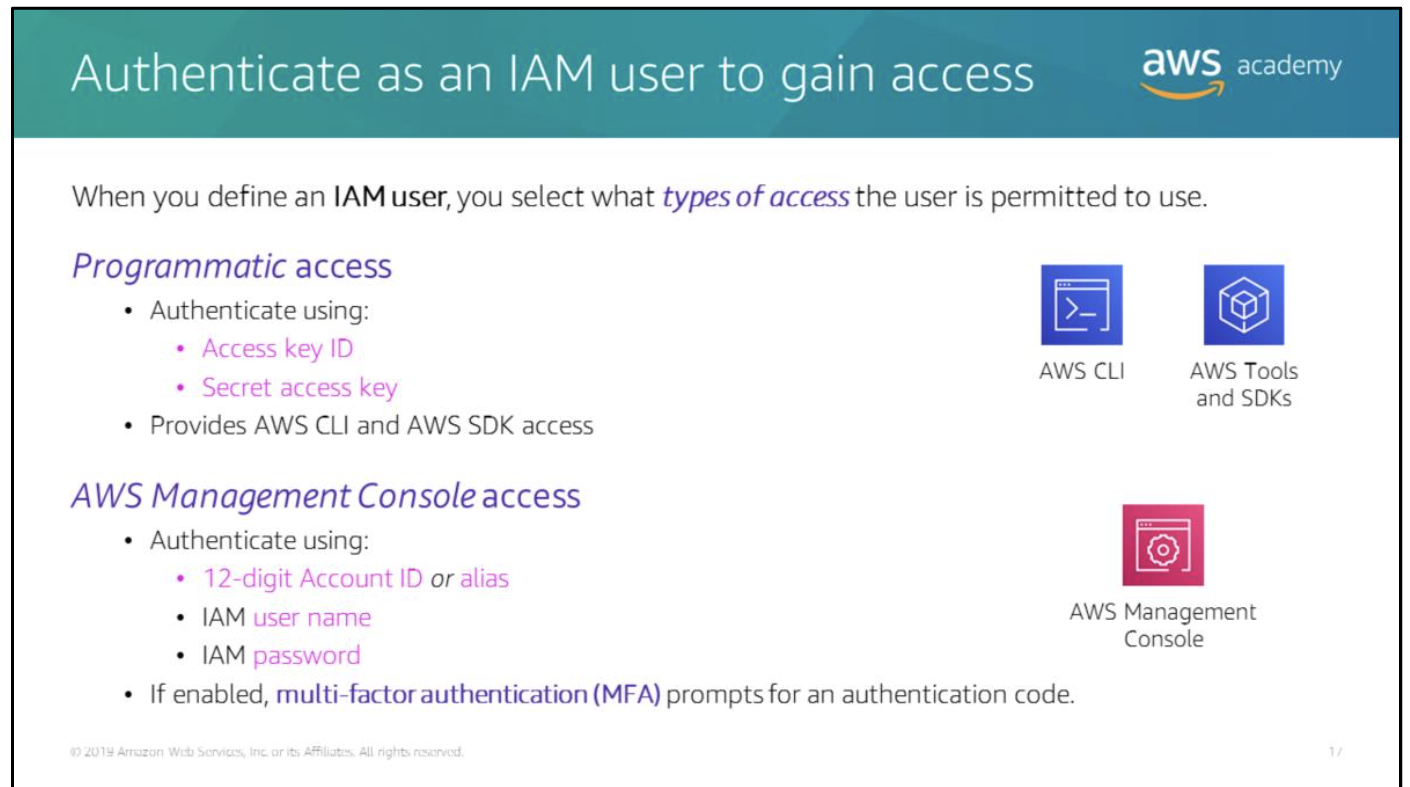 Authenticate as an IAM user to gain access
aws academy
When you define an IAM user, you select what types of access the user is permitted to use.
Programmatic access
• Authenticate using:
• Access key ID
• Secret access key
• Provides AWS CLI and AWS SDK access
AWS CLI
AWS Tools
and SDKs
AWS Management Console access
• Authenticate using:
• 12-digit Account ID or alias
• IAM user name
• IAM password
• If enabled, multi-factor authentication (MFA) prompts for an authentication code.
AWS Management
Console
© 2019 Amazon Web Services, Inc. or its Affiliates. All rights reserved.
17